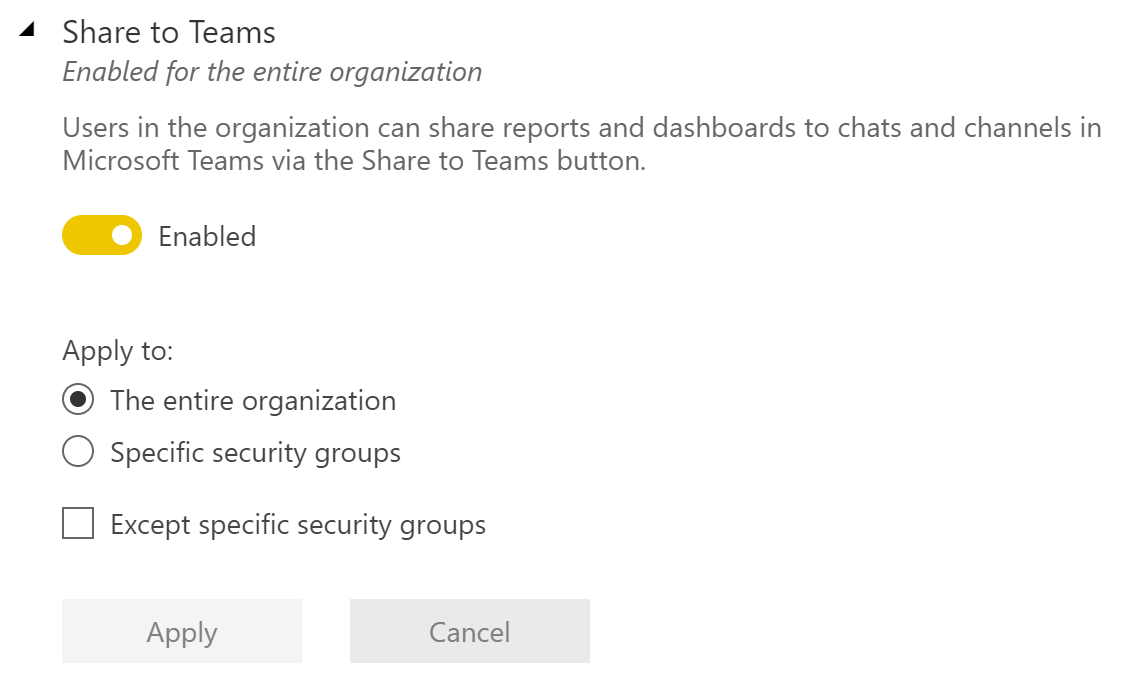 Share to Teams
Enabled for the entire organization
Users in the organization can share reports and dashboards to chats and channels in
Microsoft Teams via the Share to Teams button.
Enabled
Apply to:
The entire organization
Specific security groups
Except specific security groups
Apply
Cancel